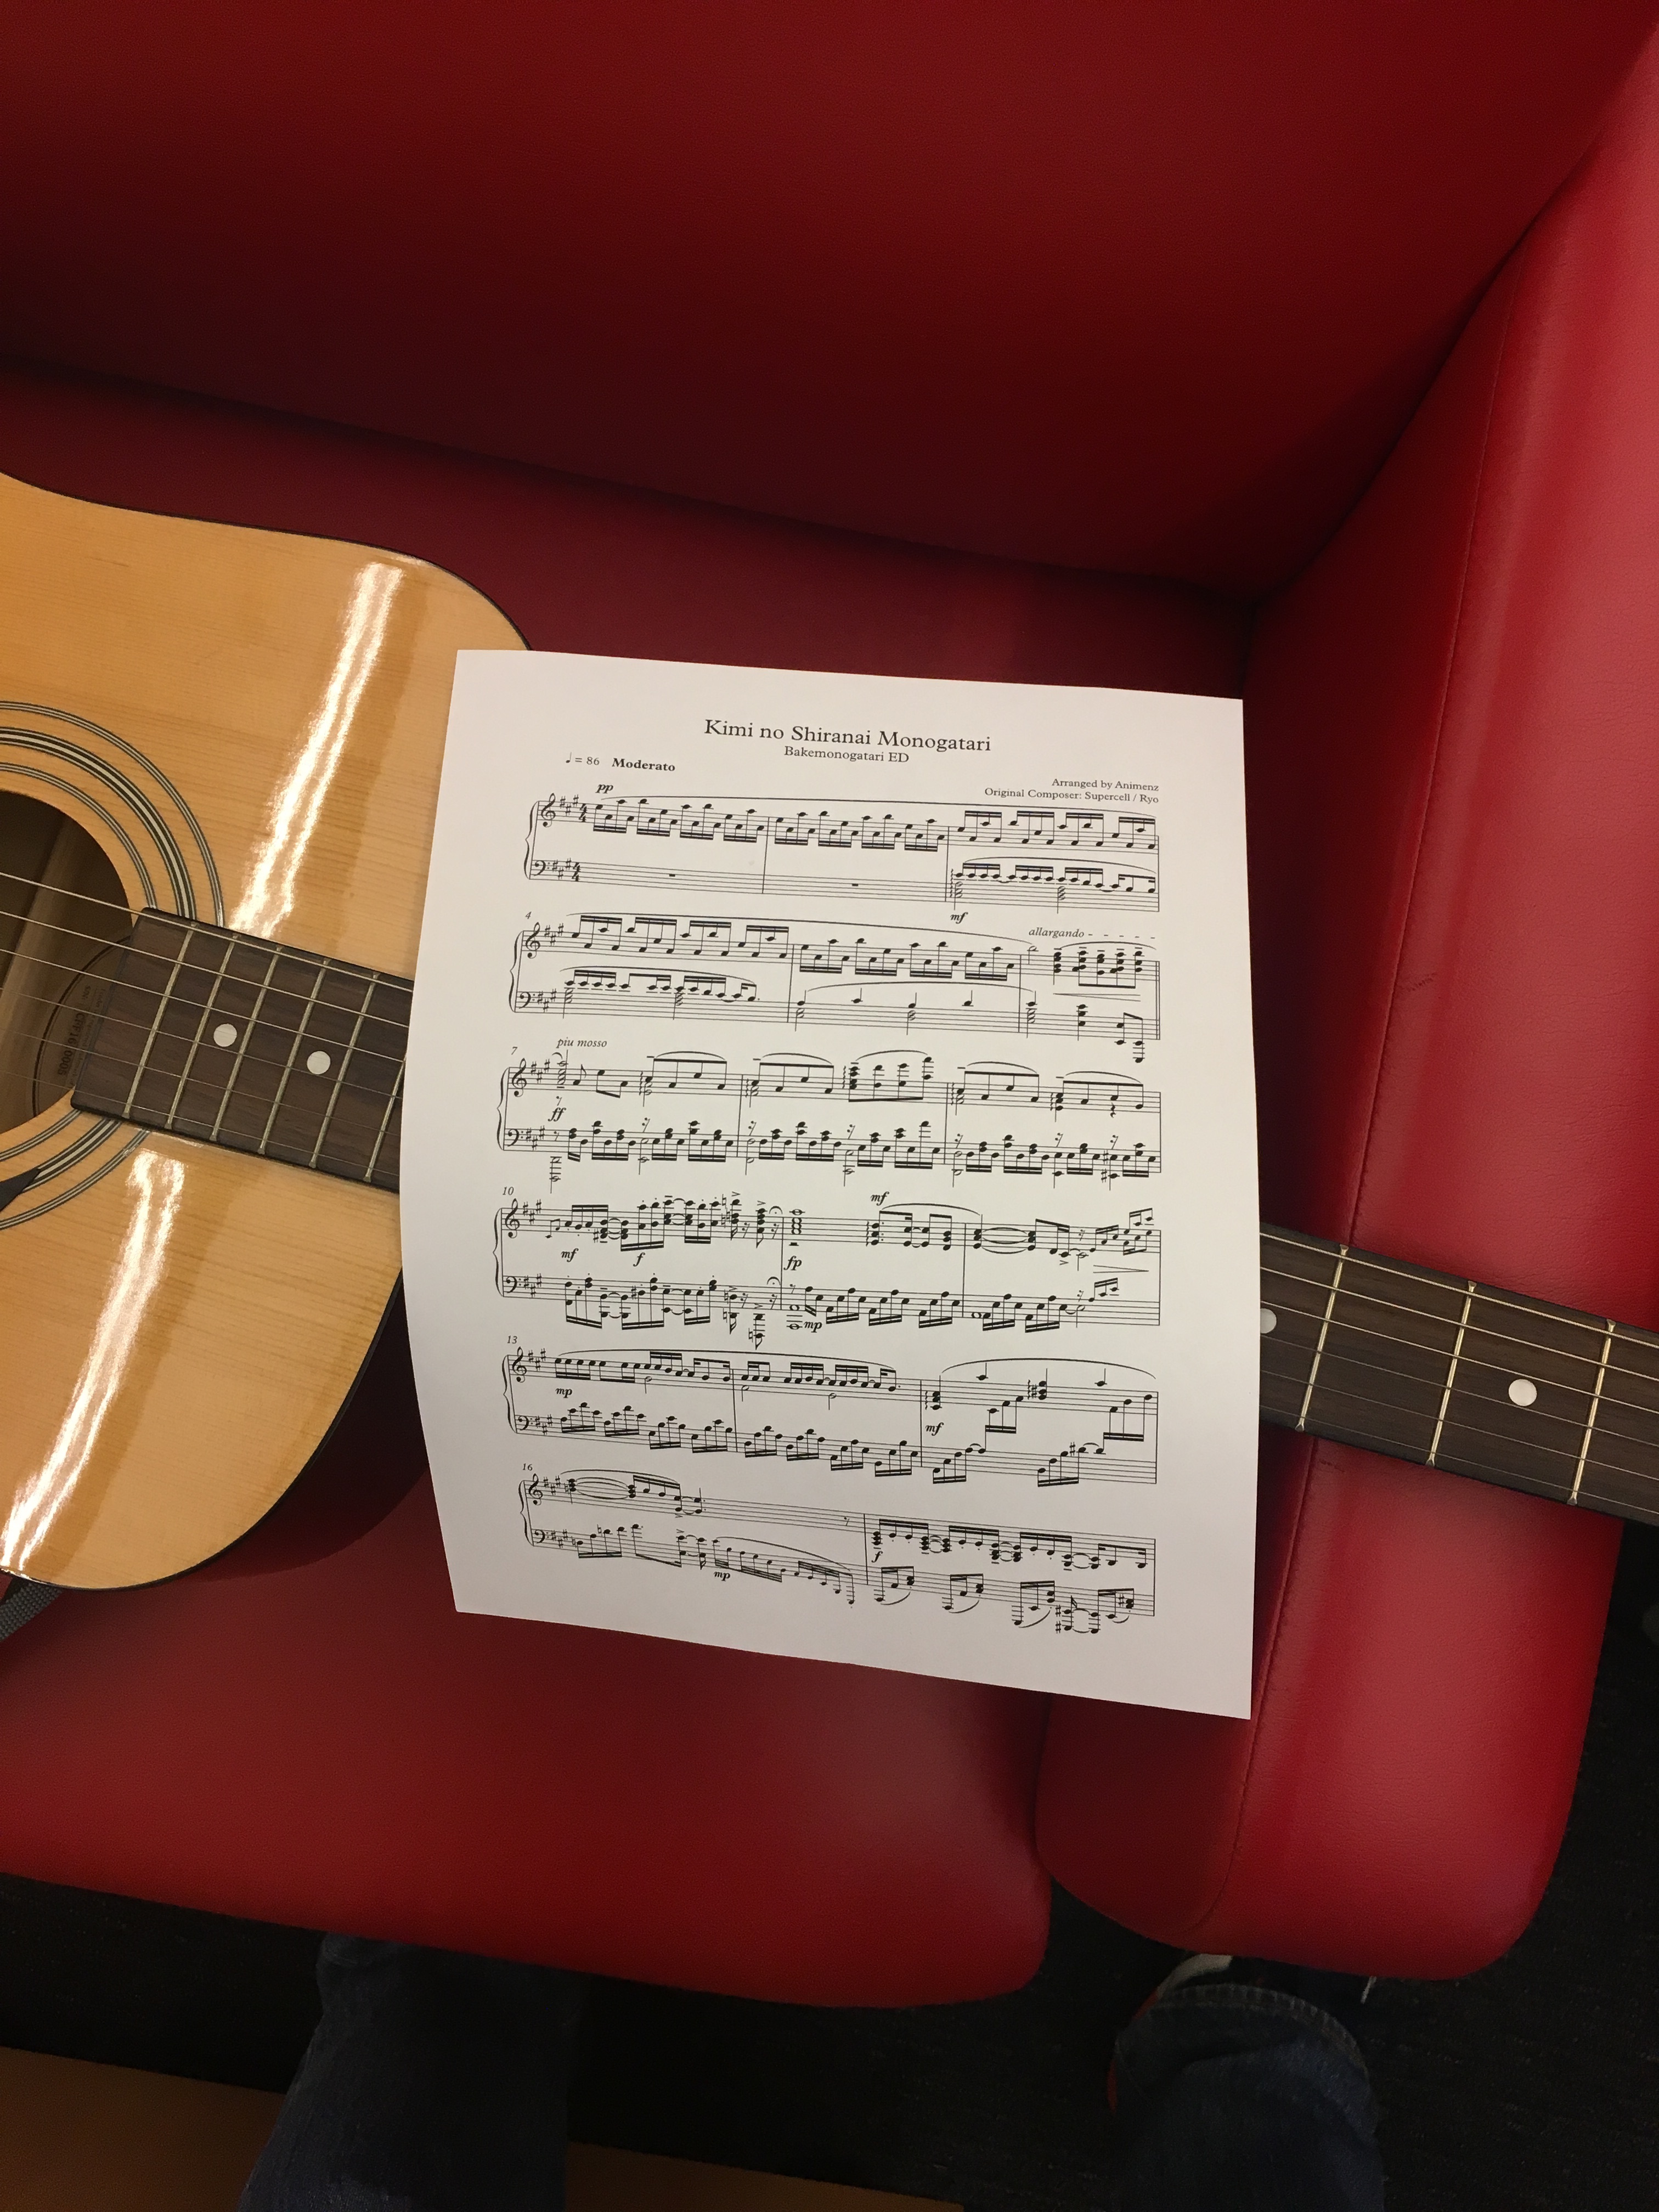 Kimi no Shiranai Monogatari
Bakemonogatari ED
♩ = 86 Moderato
Arranged by Animenz
Original Composer: Supercell / Ryo
pp
mf
4
allargando
7
piu mosso
ff
10
mf
mf
f
fp
mp
13
mp
mf
16
f
mp